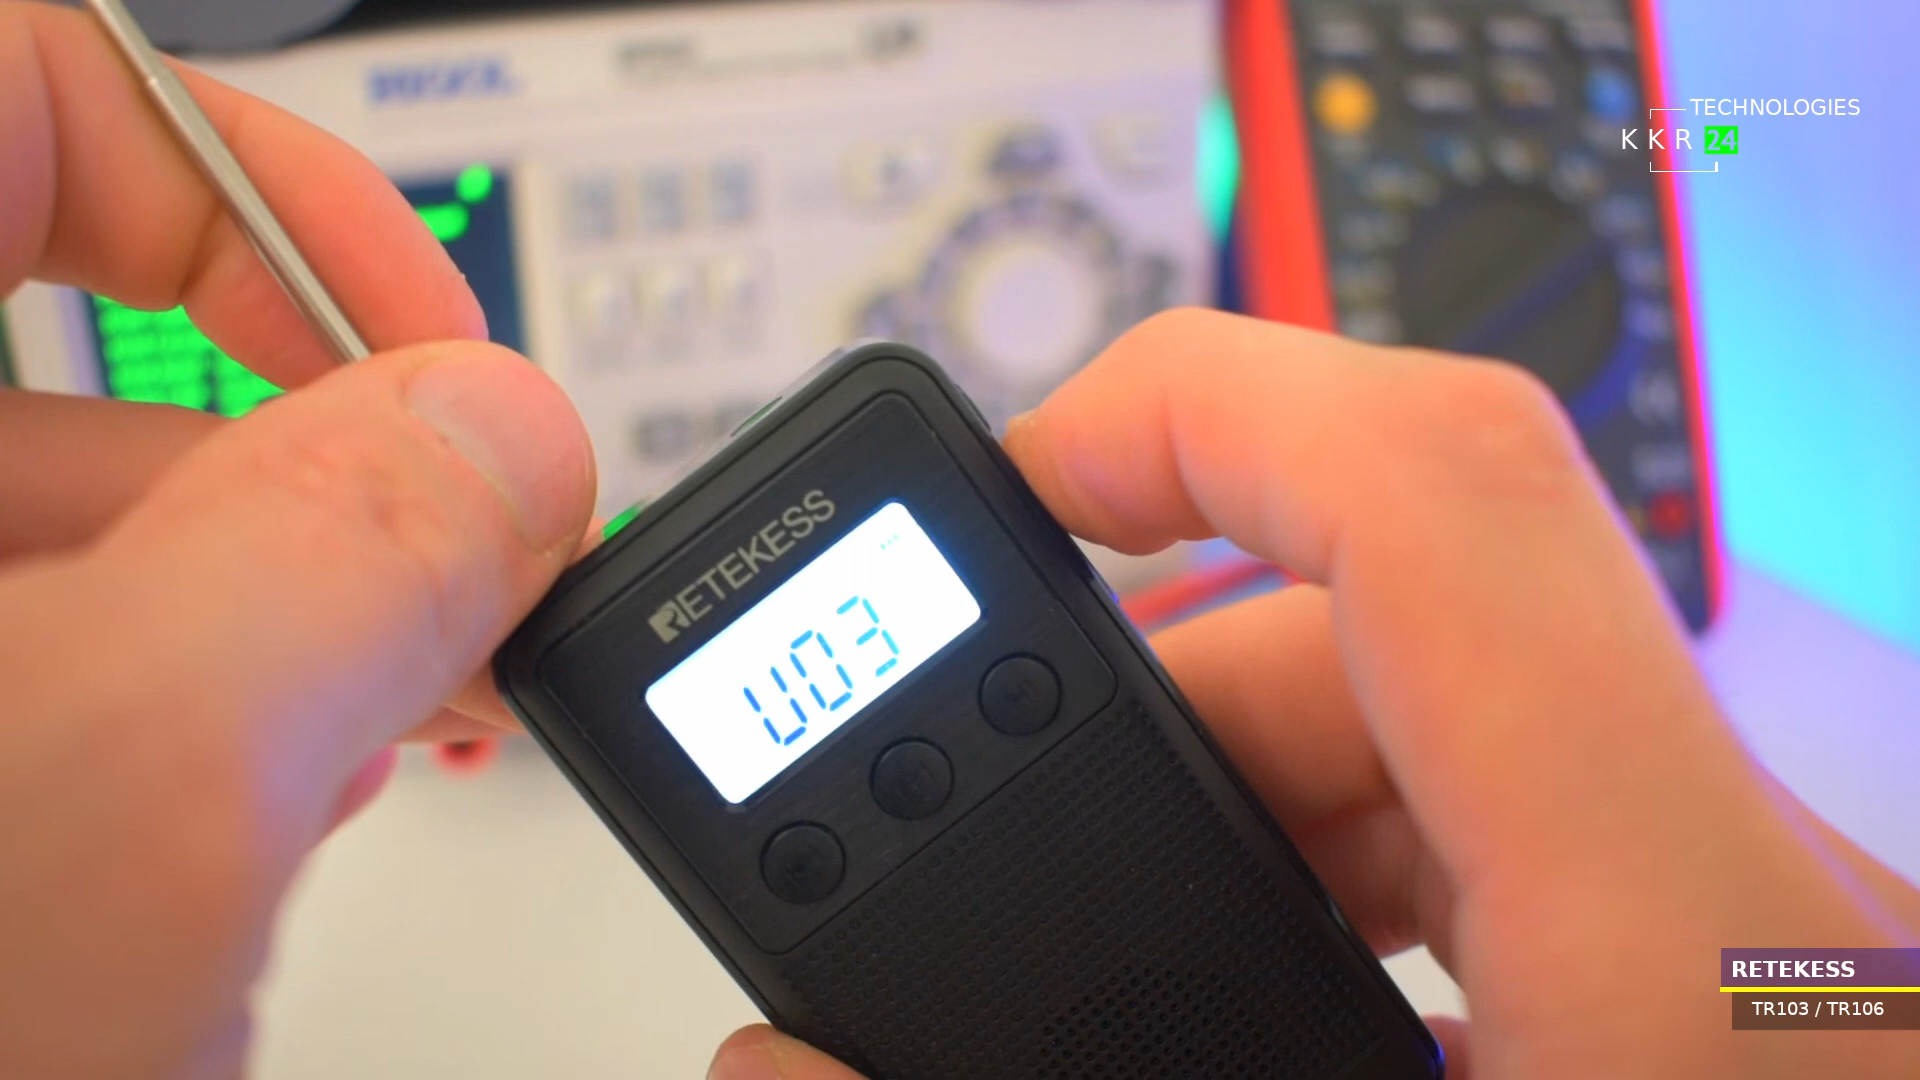 TECHNOLOGIES
KKR 24
RETEKESS
U03
RETEKESS
TR103 / TR106